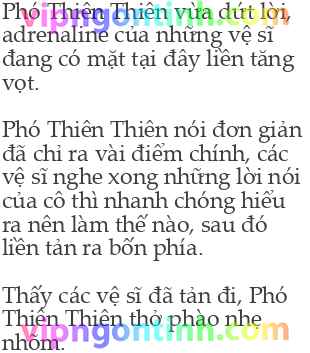 Phó Thiên Thiên vừa dứt lời,
vipngontinh.com
adrenaline của những vệ sĩ
đang có mặt tại đây liền tăng
vọt.
Phó Thiên Thiên nói đơn giản
đã chỉ ra vài điểm chính, các
vệ sĩ nghe xong những lời nói
của cô thì nhanh chóng hiểu
ra nên làm thế nào, sau đó
liền tản ra bốn phía.
Thấy các vệ sĩ đã tản đi, Phó
Thiên Thiên thở phào nhẹ
vipngontinh.com
nhõm.